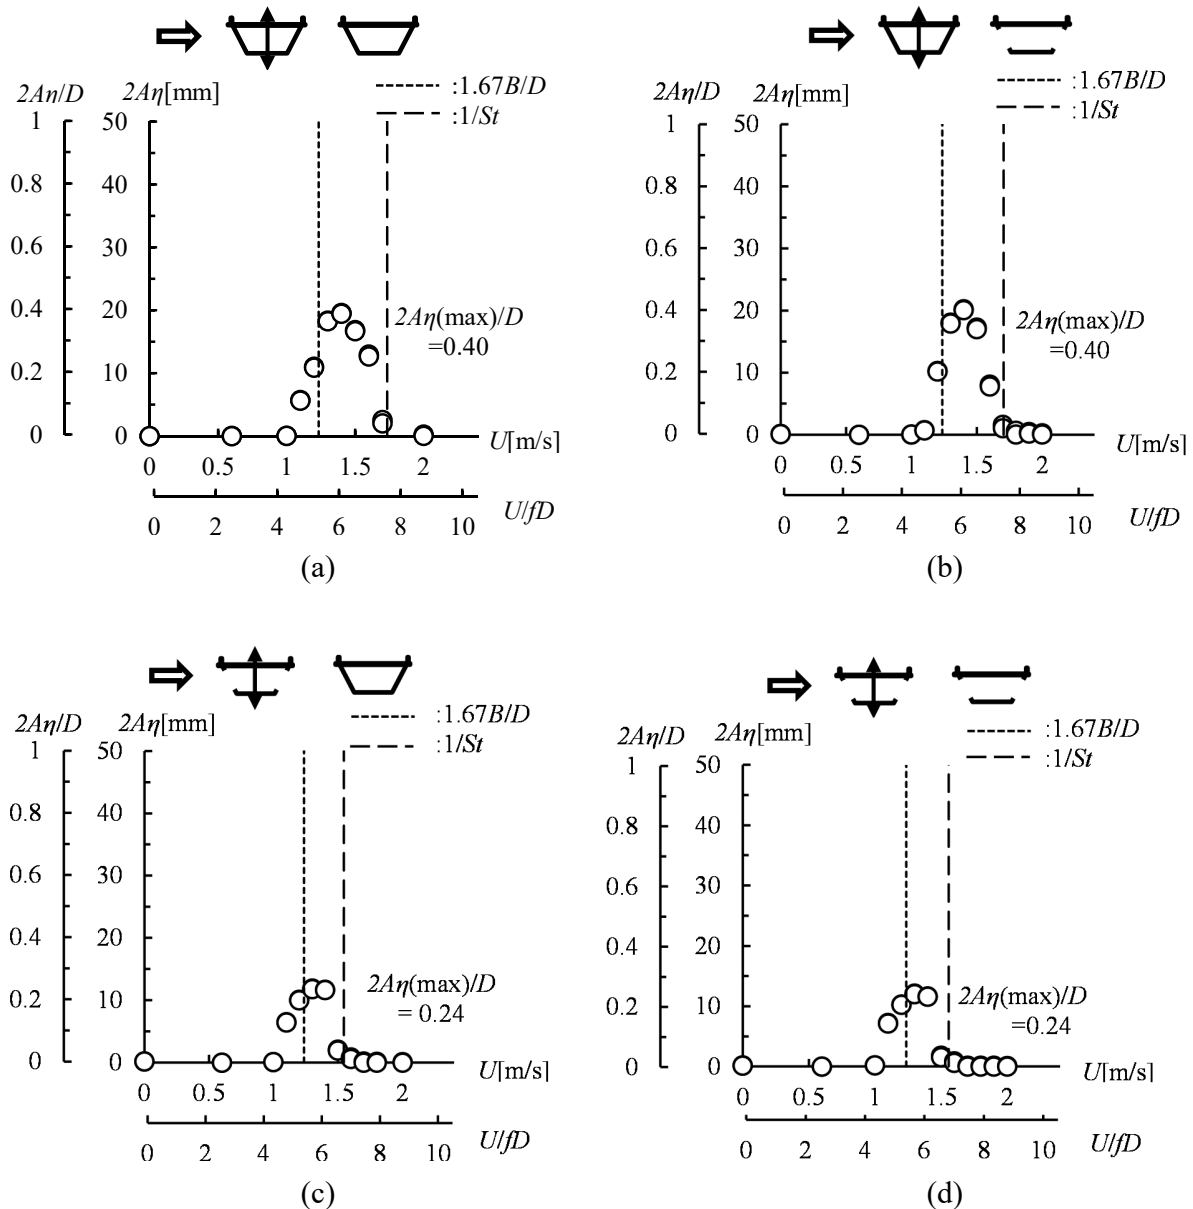 :1.67B/D
:1/St
2Aη/D 2Aη[mm]
1 50
0.8 40
0.6 30
0.4 20
0.2 10
0 0
2Aη(max)/D
=0.40
U[m/s]
0 0.5 1 1.5 2
U/fD
0 2 4 6 8 10
(a)
:1.67B/D
:1/St
2Aη/D 2Aη[mm]
1 50
0.8 40
0.6 30
0.4 20
0.2 10
0 0
2Aη(max)/D
=0.40
U[m/s]
0 0.5 1 1.5 2
U/fD
0 2 4 6 8 10
(b)
:1.67B/D
:1/St
2Aη/D 2Aη[mm]
1 50
0.8 40
0.6 30
0.4 20
0.2 10
0 0
2Aη(max)/D
= 0.24
U[m/s]
0 0.5 1 1.5 2
U/fD
0 2 4 6 8 10
(c)
:1.67B/D
:1/St
2Aη/D 2Aη[mm]
1 50
0.8 40
0.6 30
0.4 20
0.2 10
0 0
2Aη(max)/D
=0.24
U[m/s]
0 0.5 1 1.5 2
U/fD
0 2 4 6 8 10
(d)